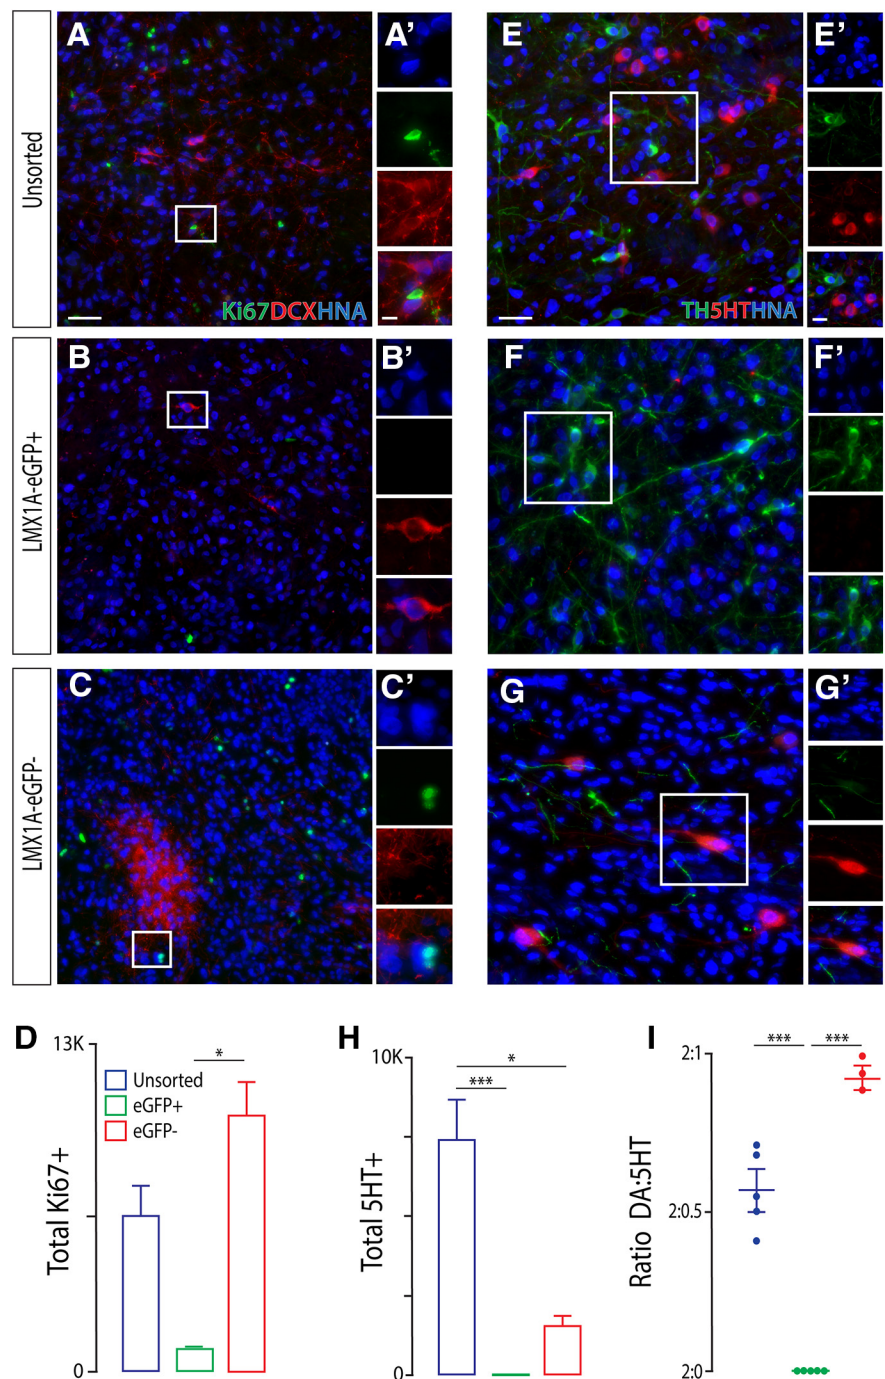 Unsorted
A
A’
Ki67DCXHNA
E
E’
TH5HTHNA
LMX1A-eGFP+
B
B’
F
F’
LMX1A-eGFP-
C
C’
G
G’
D
13K
*
Unsorted
eGFP+
eGFP-
Total Ki67+
0
H
10K
*
***
Total 5HT+
0
I
*** ***
2:1
2:0.5
2:0
Ratio DA:5HT